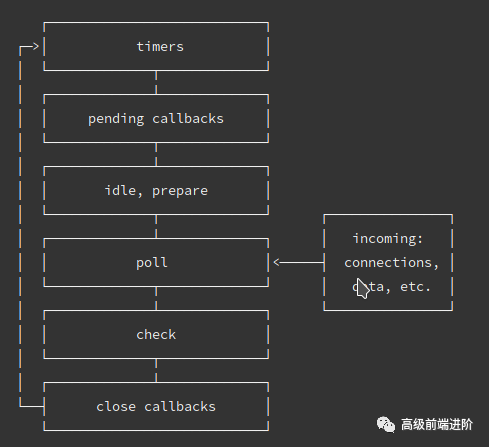 timers
pending callbacks
idle, prepare
incoming:
poll
connections,
data, etc.
check
close callbacks
高级前端进阶